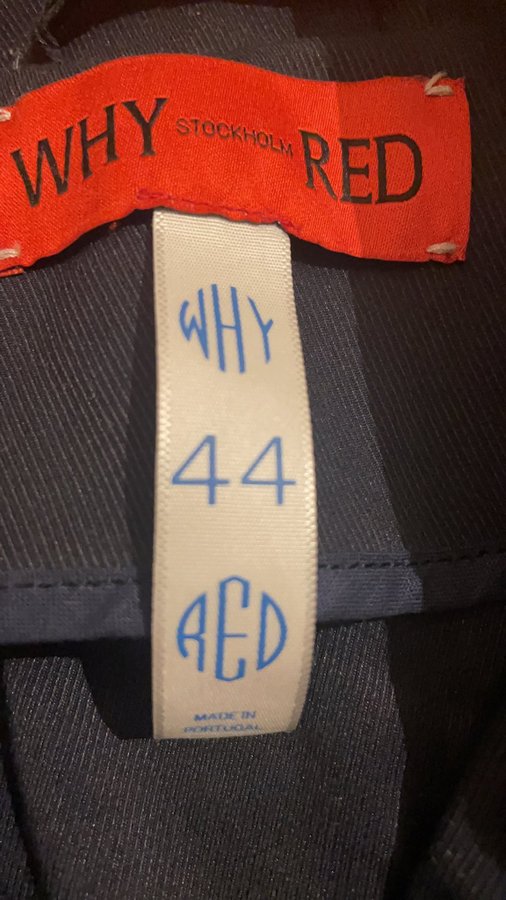 WHY STOCKHOLM RED
WHY
44
RED
MADE IN
PORTUGAL